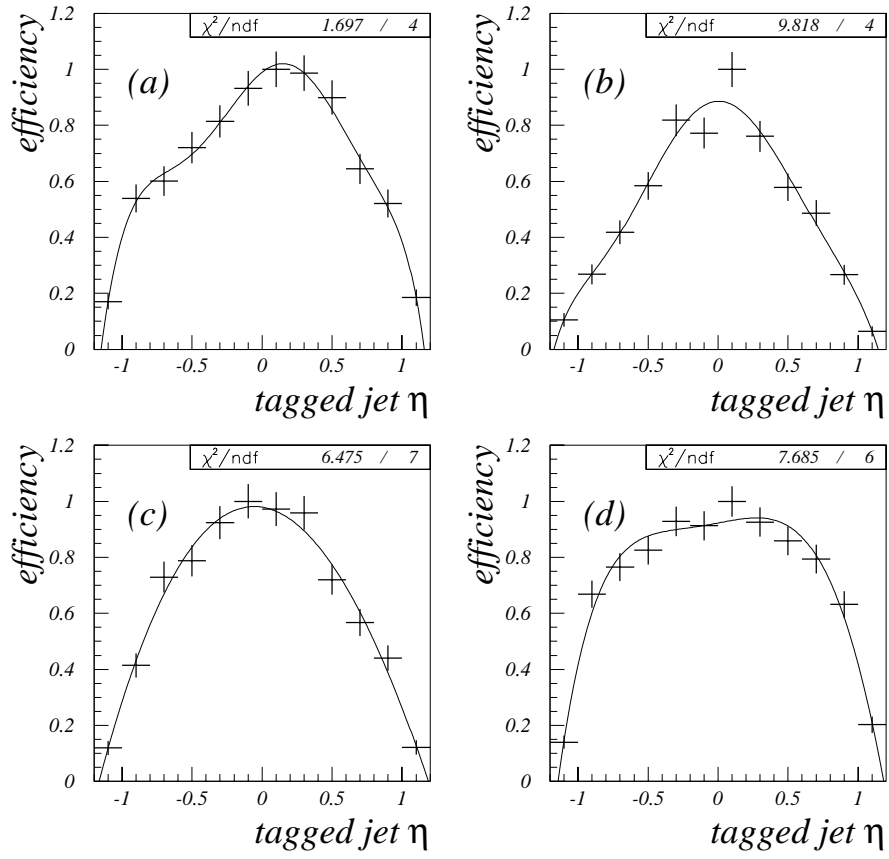 χ²/ndf 1.697 / 4
(a)
efficiency
1.2
1
0.8
0.6
0.4
0.2
0
-1 -0.5 0 0.5 1
tagged jet η
χ²/ndf 9.818 / 4
(b)
efficiency
1.2
1
0.8
0.6
0.4
0.2
0
-1 -0.5 0 0.5 1
tagged jet η
χ²/ndf 6.475 / 7
(c)
efficiency
1.2
1
0.8
0.6
0.4
0.2
0
-1 -0.5 0 0.5 1
tagged jet η
χ²/ndf 7.685 / 6
(d)
efficiency
1.2
1
0.8
0.6
0.4
0.2
0
-1 -0.5 0 0.5 1
tagged jet η